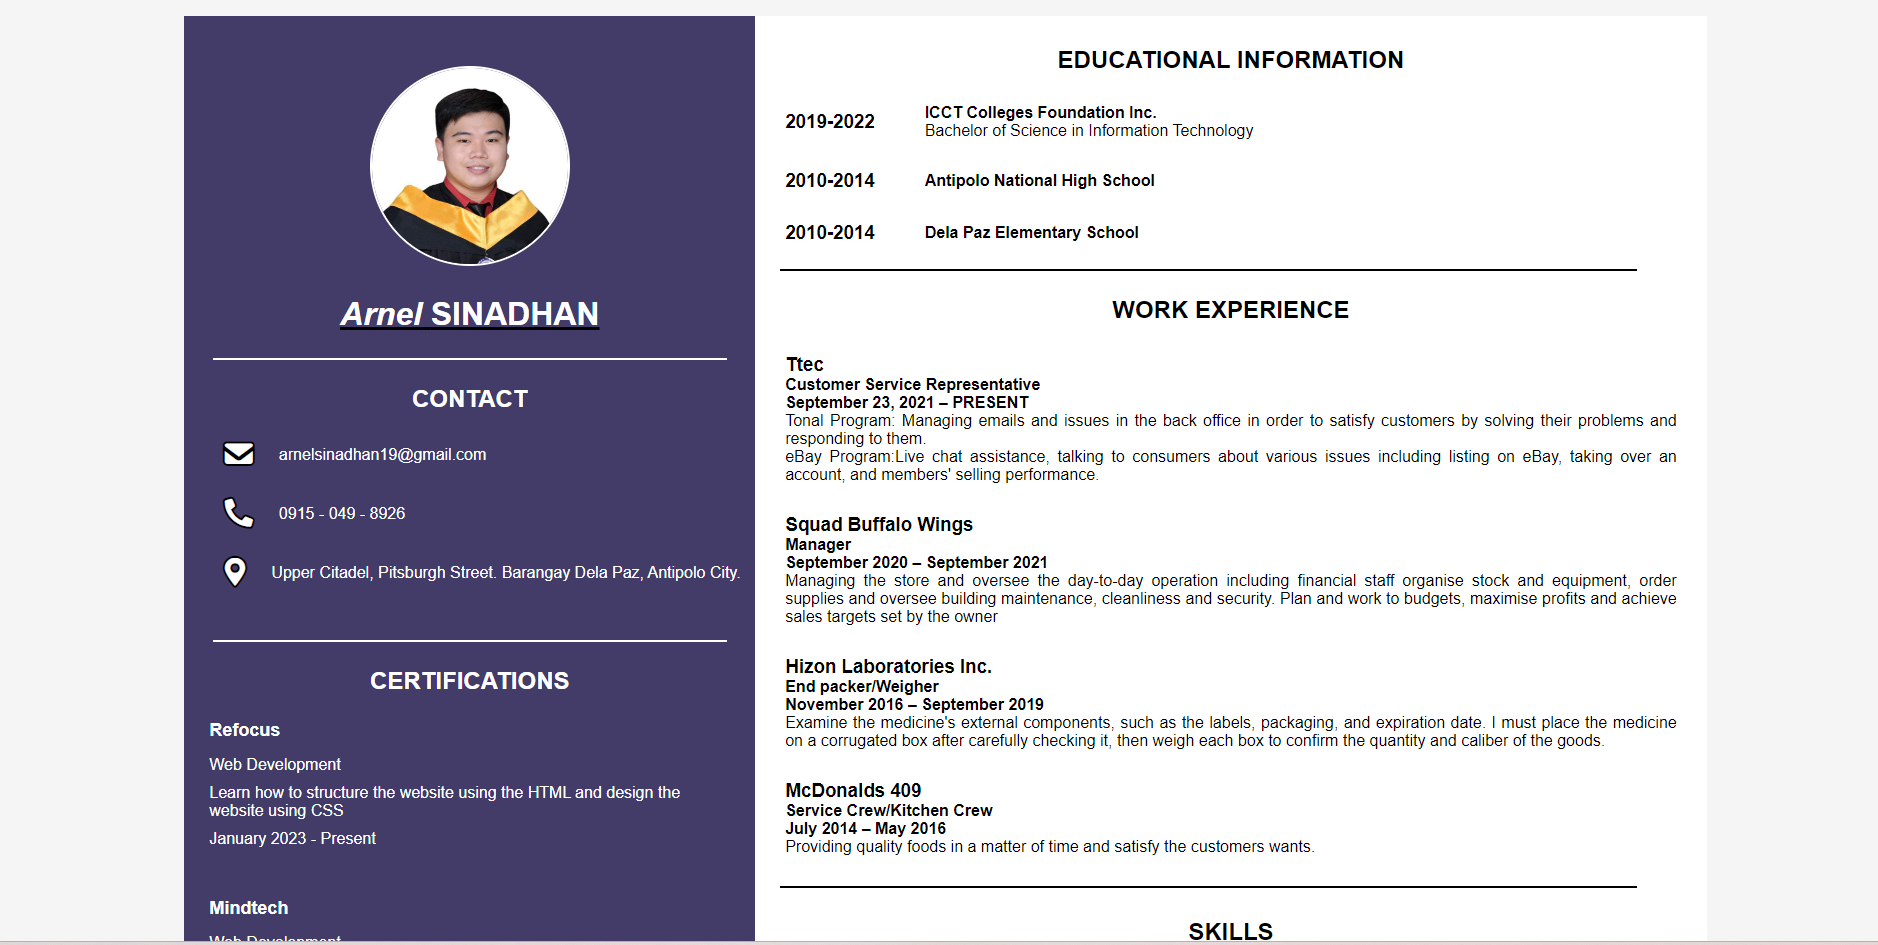 Arnel SINADHAN
CONTACT
arnelsinadhan19@gmail.com
0915 - 049 - 8926
Upper Citadel, Pitsburgh Street. Barangay Dela Paz, Antipolo City.
CERTIFICATIONS
Refocus
Web Development
Learn how to structure the website using the HTML and design the
website using CSS
January 2023 - Present
Mindtech
Web Development
EDUCATIONAL INFORMATION
2019-2022
ICCT Colleges Foundation Inc.
Bachelor of Science in Information Technology
2010-2014 Antipolo National High School
2010-2014 Dela Paz Elementary School
WORK EXPERIENCE
Ttec
Customer Service Representative
September 23, 2021 – PRESENT
Tonal Program: Managing emails and issues in the back office in order to satisfy customers by solving their problems and
responding to them.
eBay Program:Live chat assistance, talking to consumers about various issues including listing on eBay, taking over an
account, and members' selling performance.
Squad Buffalo Wings
Manager
September 2020 – September 2021
Managing the store and oversee the day-to-day operation including financial staff organise stock and equipment, order
supplies and oversee building maintenance, cleanliness and security. Plan and work to budgets, maximise profits and achieve
sales targets set by the owner
Hizon Laboratories Inc.
End packer/Weigher
November 2016 – September 2019
Examine the medicine's external components, such as the labels, packaging, and expiration date. I must place the medicine
on a corrugated box after carefully checking it, then weigh each box to confirm the quantity and caliber of the goods.
McDonalds 409
Service Crew/Kitchen Crew
July 2014 – May 2016
Providing quality foods in a matter of time and satisfy the customers wants.
SKILLS